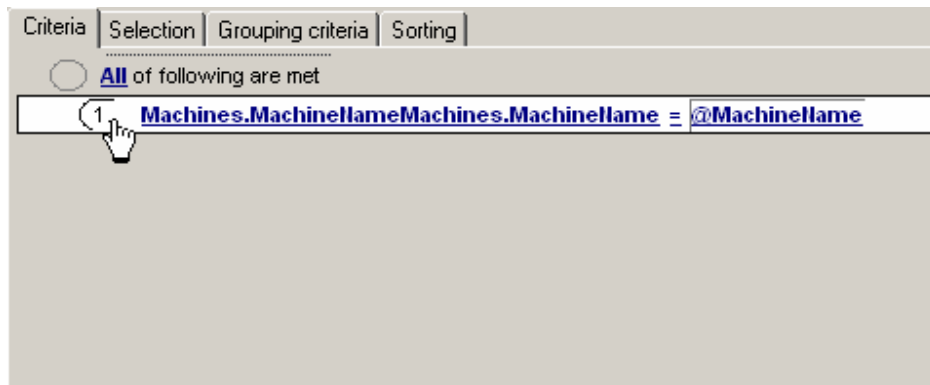 Criteria Selection Grouping criteria Sorting
All of following are met
1 Machines.MachineNameMachines.MachineName = @MachineName